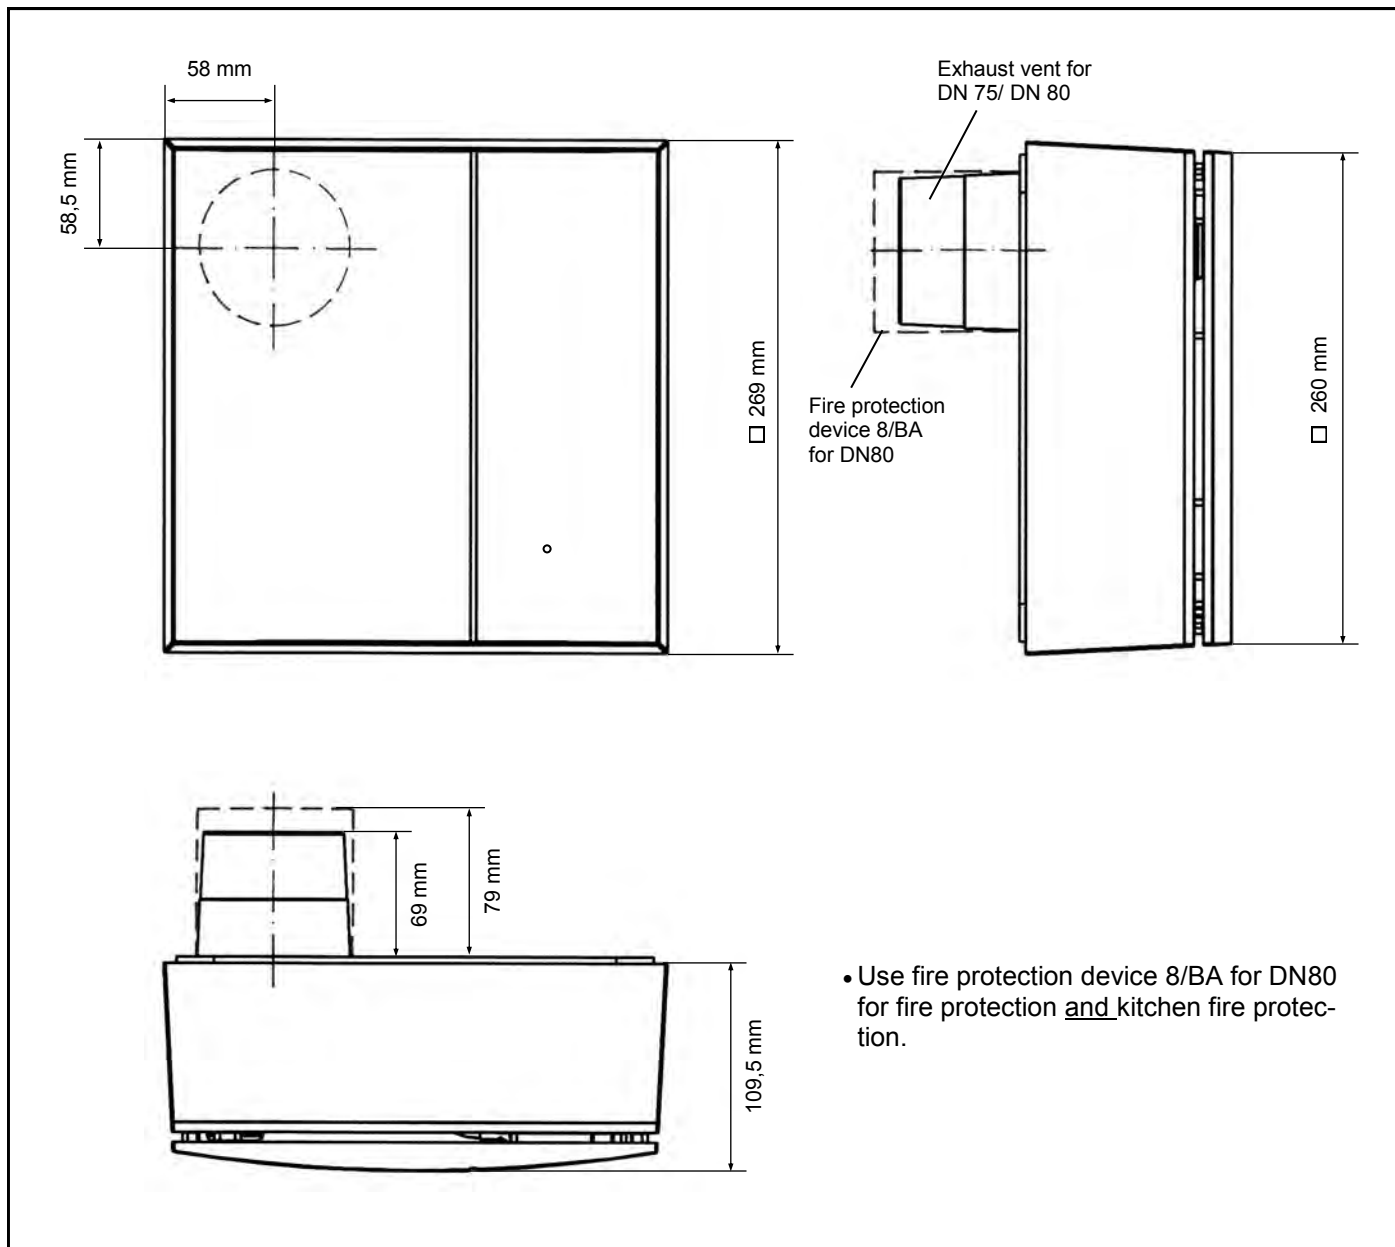 58 mm
58,5 mm
□ 269 mm
Exhaust vent for
DN 75/ DN 80
Fire protection
device 8/BA
for DN80
□ 260 mm
69 mm
79 mm
109,5 mm
• Use fire protection device 8/BA for DN80
for fire protection and kitchen fire protec-
tion.